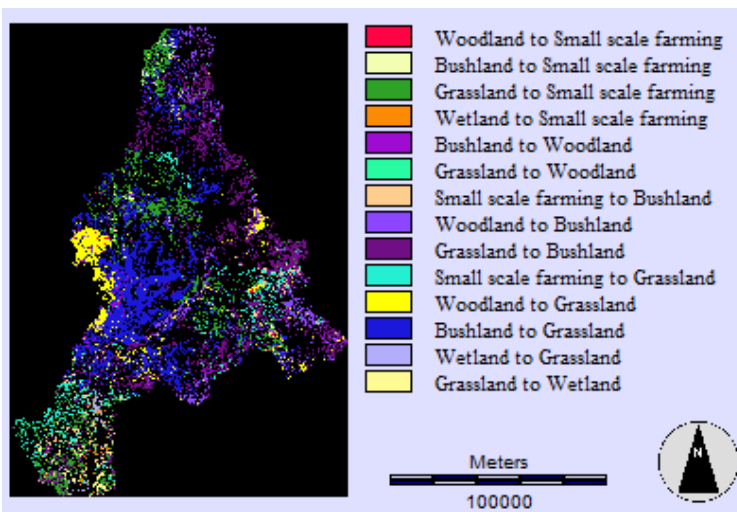 Woodland to Small scale farming
Bushland to Small scale farming
Grassland to Small scale farming
Wetland to Small scale farming
Bushland to Woodland
Grassland to Woodland
Small scale farming to Bushland
Woodland to Bushland
Grassland to Bushland
Small scale farming to Grassland
Woodland to Grassland
Bushland to Grassland
Wetland to Grassland
Grassland to Wetland
N
Meters
100000